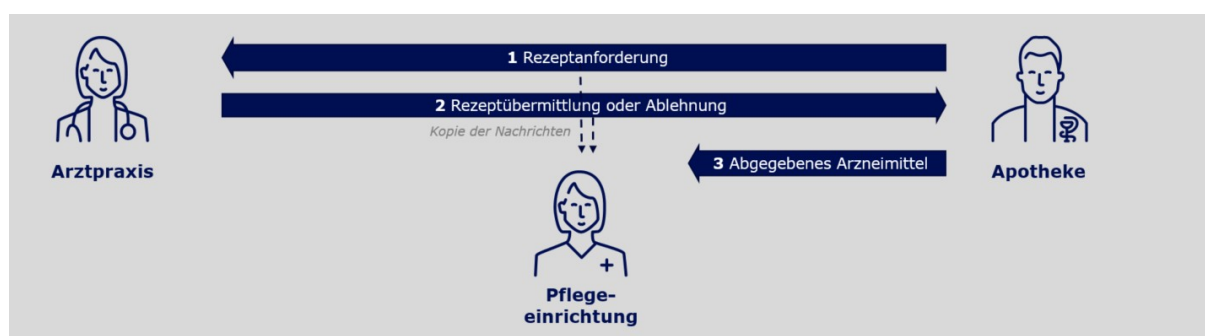 1 Rezeptanforderung
2 Rezeptübermittlung oder Ablehnung
Kopie der Nachrichten
3 Abgegebenes Arzneimittel
Arztpraxis
Apotheke
Pflege-
einrichtung